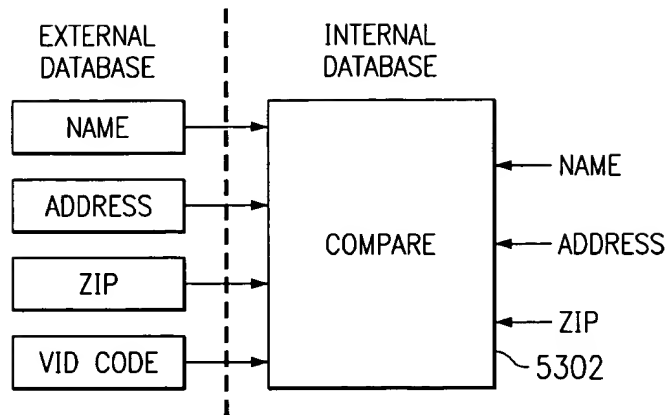 EXTERNAL
DATABASE
INTERNAL
DATABASE
NAME
ADDRESS
ZIP
VID CODE
COMPARE
NAME
ADDRESS
ZIP
5302